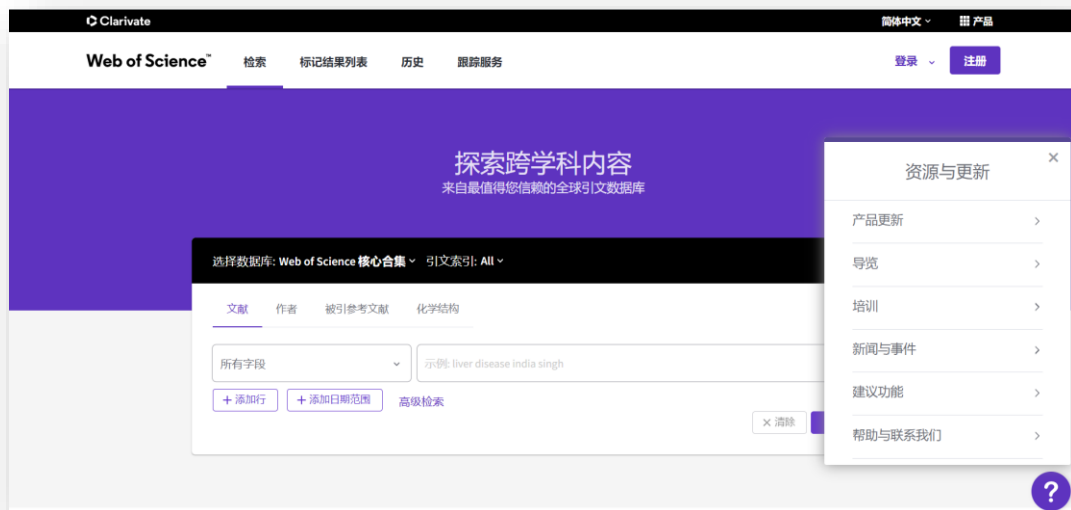 Clarivate
简体中文 产品
Web of Science™ 检索 标记结果列表 历史 跟踪服务 登录 注册
探索跨学科内容
来自最值得您信赖的全球引文数据库
选择数据库: Web of Science 核心合集 引文索引: All
文献 作者 被引参考文献 化学结构
所有字段 示例: liver disease india singh
+ 添加行 + 添加日期范围 高级检索
× 清除
资源与更新 ×
产品更新
导览
培训
新闻与事件
建议功能
帮助与联系我们
?